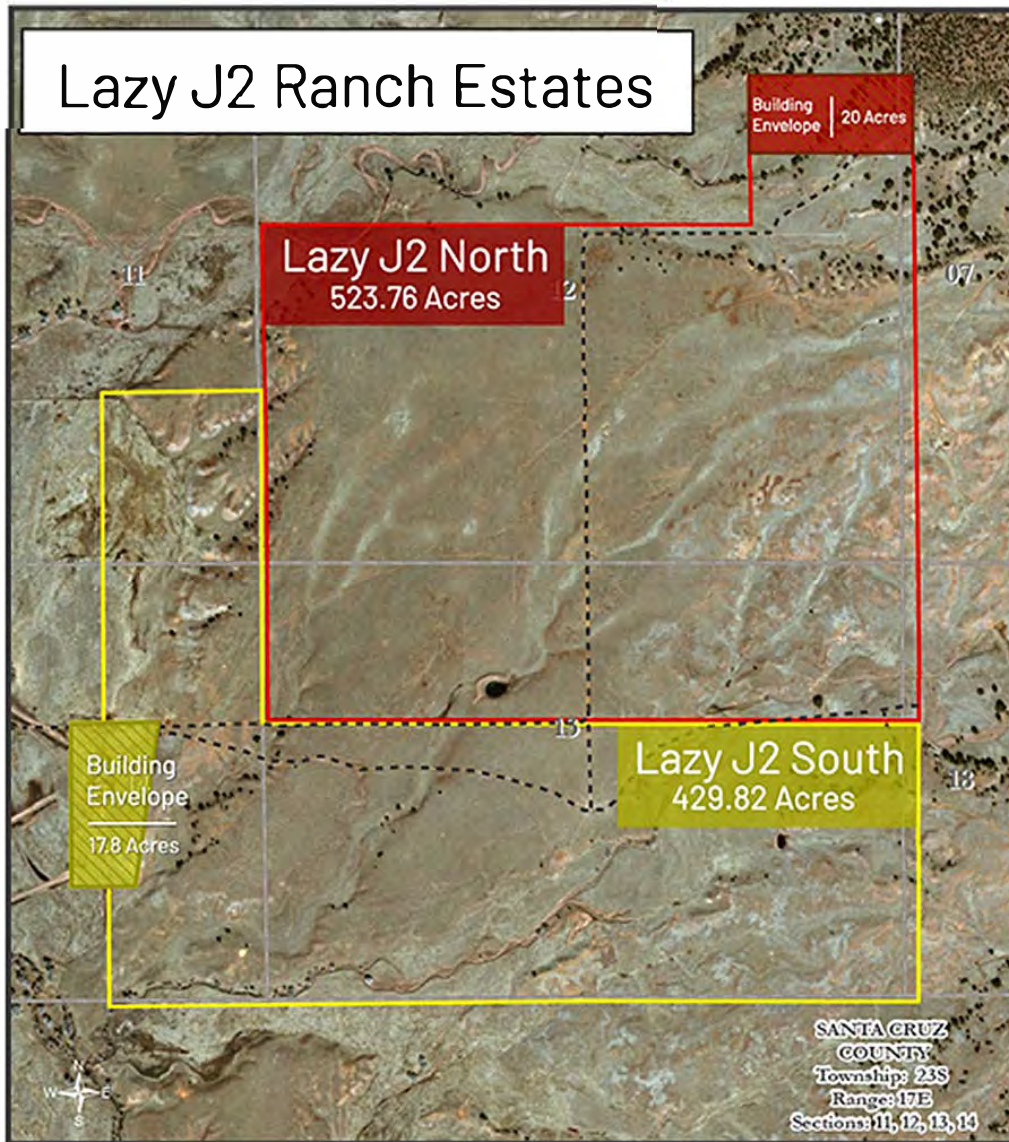 Lazy J2 Ranch Estates
Building
Envelope
20 Acres
Lazy J2 North
523.76 Acres
11
12
07
13
Lazy J2 South
429.82 Acres
18
Building
Envelope
17.8 Acres
N
W E
S
SANTA CRUZ
COUNTY
Township: 23S
Range: 17E
Sections: 11, 12, 13, 14